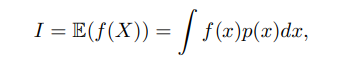 I = 𝔼(f(X)) = ∫ f(x)p(x)dx,